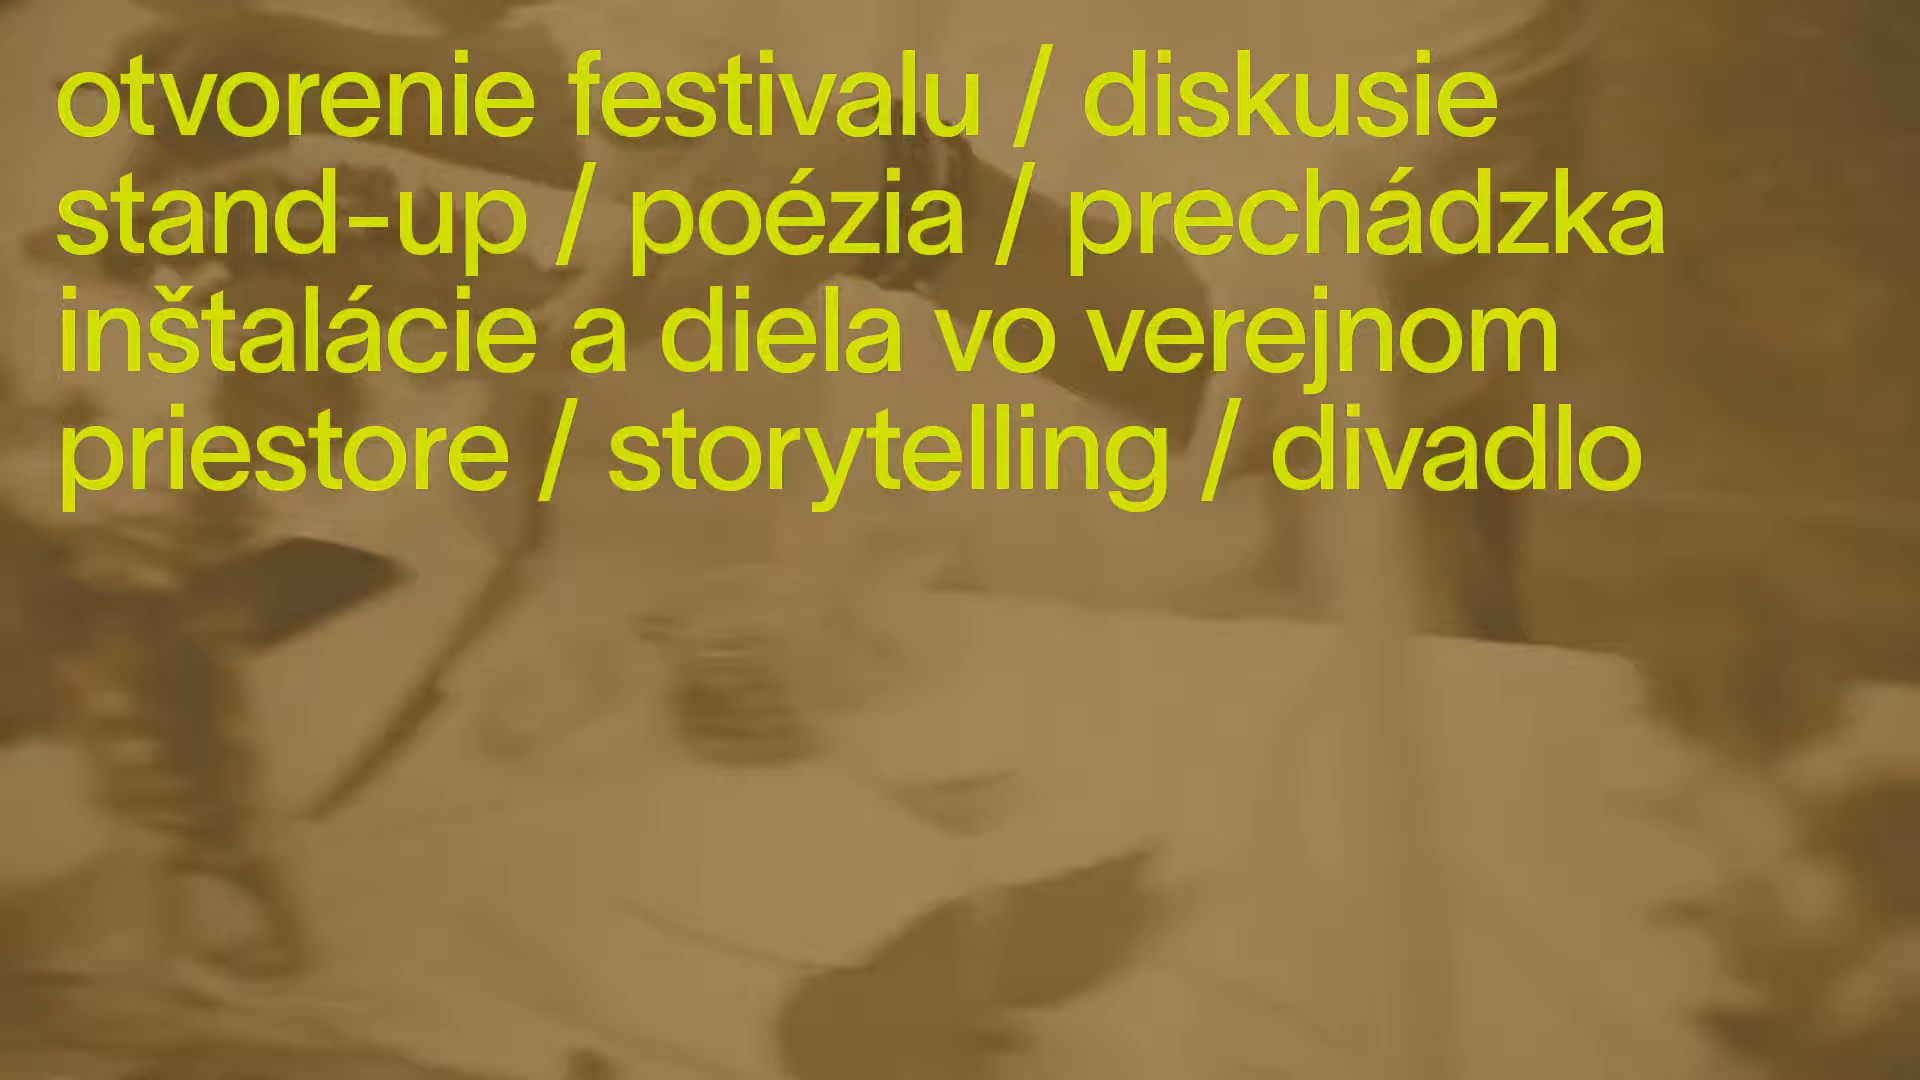 otvorenie festivalu / diskusie
stand-up / poézia / prechádzka
inštalácie a diela vo verejnom
priestore / storytelling / divadlo